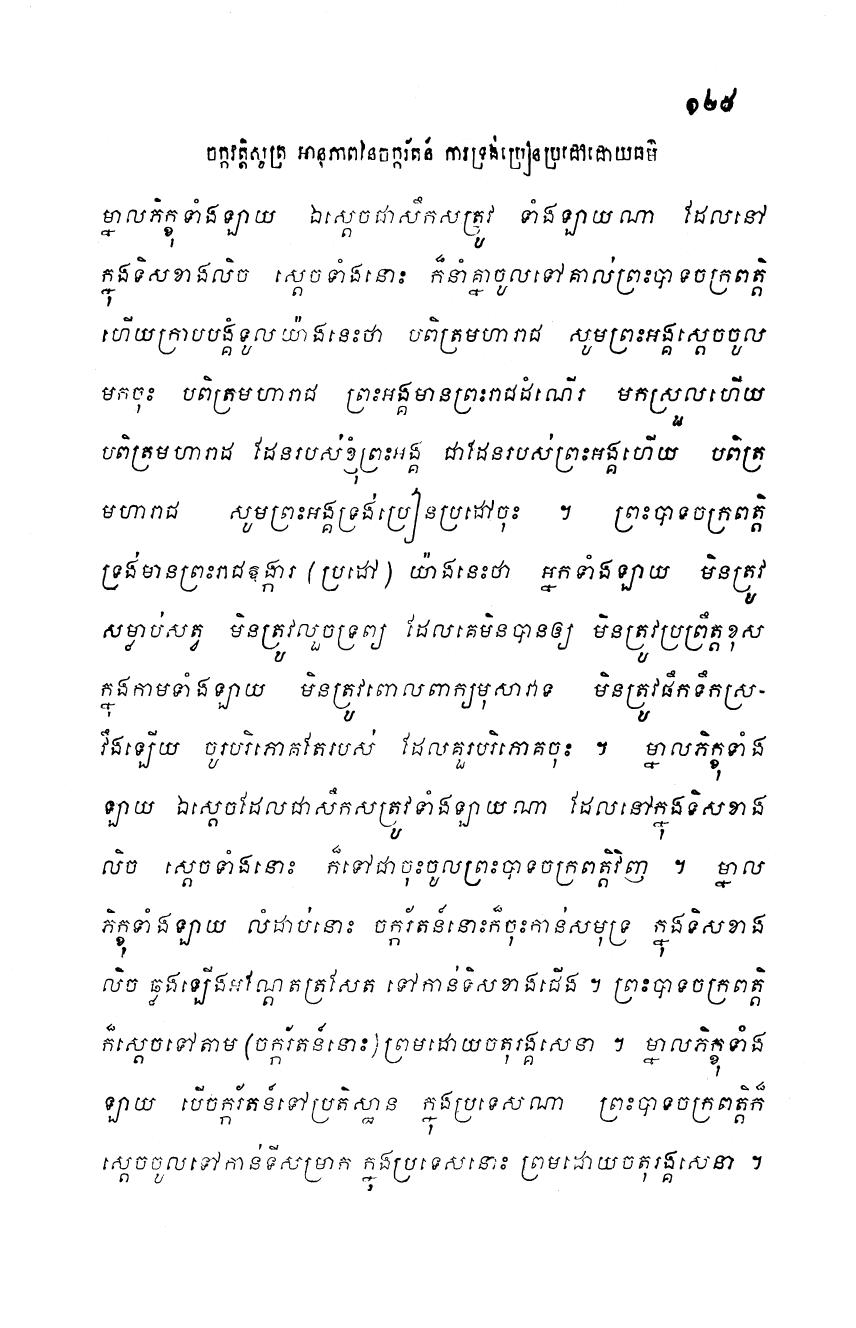 ១២៥
ចក្កវត្តិសូត្រ អានុភាពនៃចក្ករ័តន៍ ការទ្រង់ប្រៀនប្រដៅដោយធម៌
ម្នាលភិក្ខុទាំងឡាយ ឯស្តេចជាសឹកសត្រូវ ទាំងឡាយណា ដែលនៅ
ក្នុងទិសខាងលិច ស្តេចទាំងនោះ ក៏នាំគ្នាចូលទៅគាល់ព្រះបាទចក្រពត្តិ
ហើយក្រាបបង្គំទូលយ៉ាងនេះថា បពិត្រមហារាជ សូមព្រះអង្គស្តេចចូល
មកចុះ បពិត្រមហារាជ ព្រះអង្គមានព្រះរាជដំណើរ មកស្រួលហើយ
បពិត្រមហារាជ ដែនរបស់ខ្ញុំព្រះអង្គ ជាដែនរបស់ព្រះអង្គហើយ បពិត្រ
មហារាជ សូមព្រះអង្គទ្រង់ប្រៀនប្រដៅចុះ ។ ព្រះបាទចក្រពត្តិ
ទ្រង់មានព្រះរាជឱង្ការ (ប្រដៅ) យ៉ាងនេះថា អ្នកទាំងឡាយ មិនត្រូវ
សម្លាប់សត្វ មិនត្រូវលួចទ្រព្យ ដែលគេមិនបានឲ្យ មិនត្រូវប្រព្រឹត្តខុស
ក្នុងកាមទាំងឡាយ មិនត្រូវពោលពាក្យមុសាវាទ មិនត្រូវផឹកទឹកស្រ-
វឹងឡើយ ចូរបរិភោគតែរបស់ ដែលគួរបរិភោគចុះ ។ ម្នាលភិក្ខុទាំង
ឡាយ ឯស្តេចដែលជាសឹកសត្រូវទាំងឡាយណា ដែលនៅក្នុងទិសខាង
លិច ស្តេចទាំងនោះ ក៏ទៅជាចុះចូលព្រះបាទចក្រពត្តិវិញ ។ ម្នាល
ភិក្ខុទាំងឡាយ លំដាប់នោះ ចក្ករ័តន៍នោះក៏ចុះកាន់សមុទ្រ ក្នុងទិសខាង
លិច ឆ្លងឡើងអណ្តែតត្រសែត ទៅកាន់ទិសខាងជើង ។ ព្រះបាទចក្រពត្តិ
ក៏ស្តេចទៅតាម (ចក្ករ័តន៍នោះ) ព្រមដោយចតុរង្គសេនា ។ ម្នាលភិក្ខុទាំង
ឡាយ បើចក្ករ័តន៍ទៅប្រតិស្ឋាន ក្នុងប្រទេសណា ព្រះបាទចក្រពត្តិក៏
ស្តេចចូលទៅកាន់ទីសម្រាក ក្នុងប្រទេសនោះ ព្រមដោយចតុរង្គសេនា ។